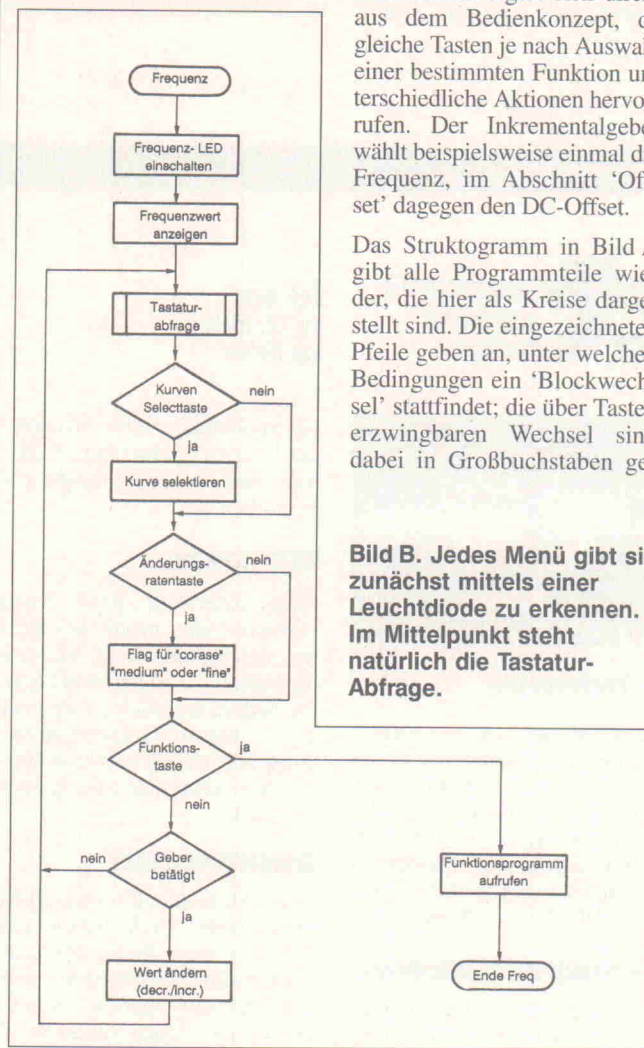 Frequenz
Frequenz- LED
einschalten
Frequenzwert
anzeigen
Tastatur-
abfrage
Kurven
Selecttaste
nein
ja
Kurve selektieren
Änderungs-
ratentaste
nein
ja
Flag für "corase"
"medium" oder "fine"
Funktions-
taste
ja
nein
Geber
betätigt
nein
ja
Wert ändern
(decr./incr.)
Funktionsprogramm
aufrufen
Ende Freq
aus dem Bedienkonzept, d
gleiche Tasten je nach Auswal
einer bestimmten Funktion un
terschiedliche Aktionen hervo
rufen. Der Inkrementalgebe
wählt beispielsweise einmal di
Frequenz, im Abschnitt ‘Of
set’ dagegen den DC-Offset.
Das Struktogramm in Bild
gibt alle Programmteile wie
der, die hier als Kreise darge
stellt sind. Die eingezeichnete
Pfeile geben an, unter welche
Bedingungen ein ‘Blockwech
sel’ stattfindet; die über Taste
erzwingbaren Wechsel sin
dabei in Großbuchstaben ge
Bild B. Jedes Menü gibt si
zunächst mittels einer
Leuchtdiode zu erkennen.
Im Mittelpunkt steht
natürlich die Tastatur-
Abfrage.